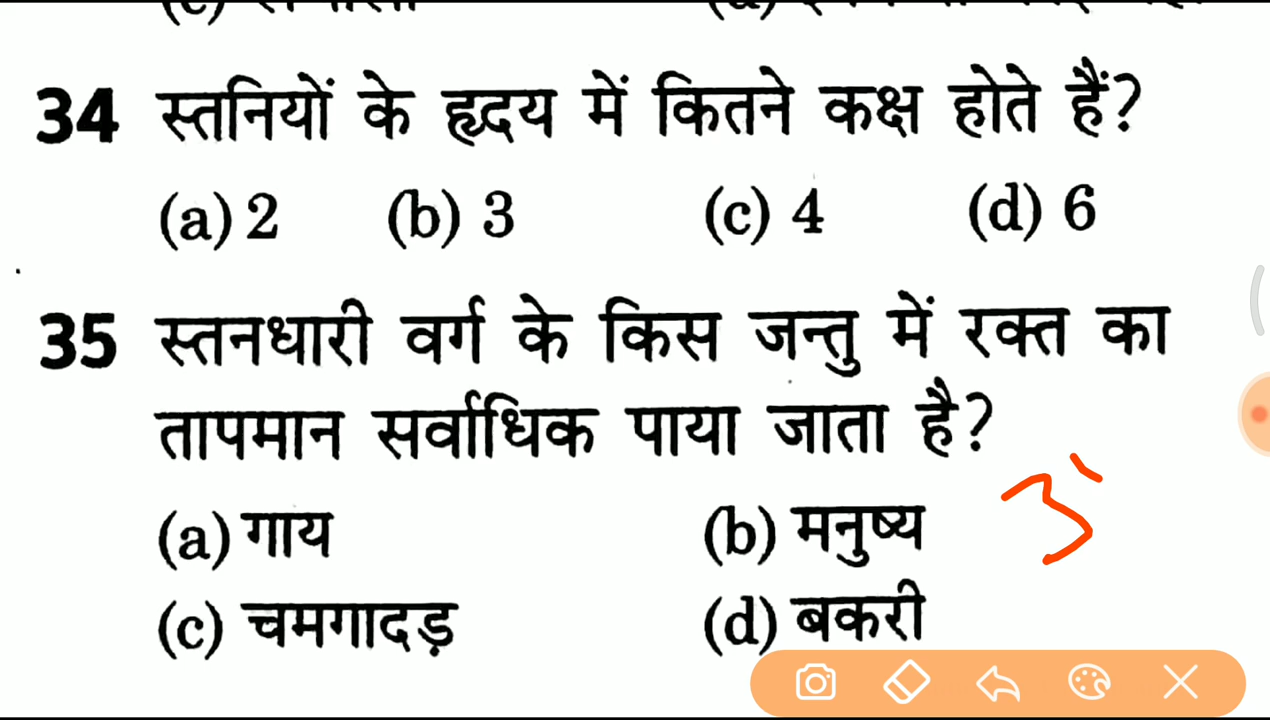 34 स्तनियों के हृदय में कितने कक्ष होते हैं?
(a) 2 (b) 3 (c) 4 (d) 6
35 स्तनधारी वर्ग के किस जन्तु में रक्त का
तापमान सर्वाधिक पाया जाता है?
(a) गाय (b) मनुष्य
(c) चमगादड़ (d) बकरी